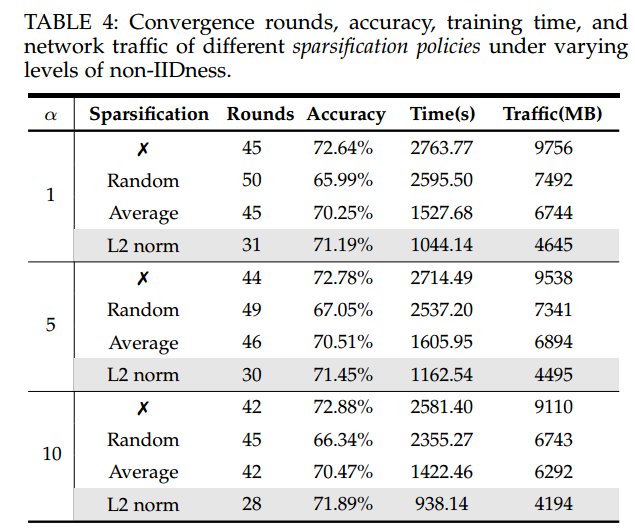 TABLE 4: Convergence rounds, accuracy, training time, and
network traffic of different sparsification policies under varying
levels of non-IIDness.
α Sparsification Rounds Accuracy Time(s) Traffic(MB)
✗ 45 72.64% 2763.77 9756
Random 50 65.99% 2595.50 7492
1
Average 45 70.25% 1527.68 6744
L2 norm 31 71.19% 1044.14 4645
✗ 44 72.78% 2714.49 9538
Random 49 67.05% 2537.20 7341
5
Average 46 70.51% 1605.95 6894
L2 norm 30 71.45% 1162.54 4495
✗ 42 72.88% 2581.40 9110
Random 45 66.34% 2355.27 6743
10
Average 42 70.47% 1422.46 6292
L2 norm 28 71.89% 938.14 4194